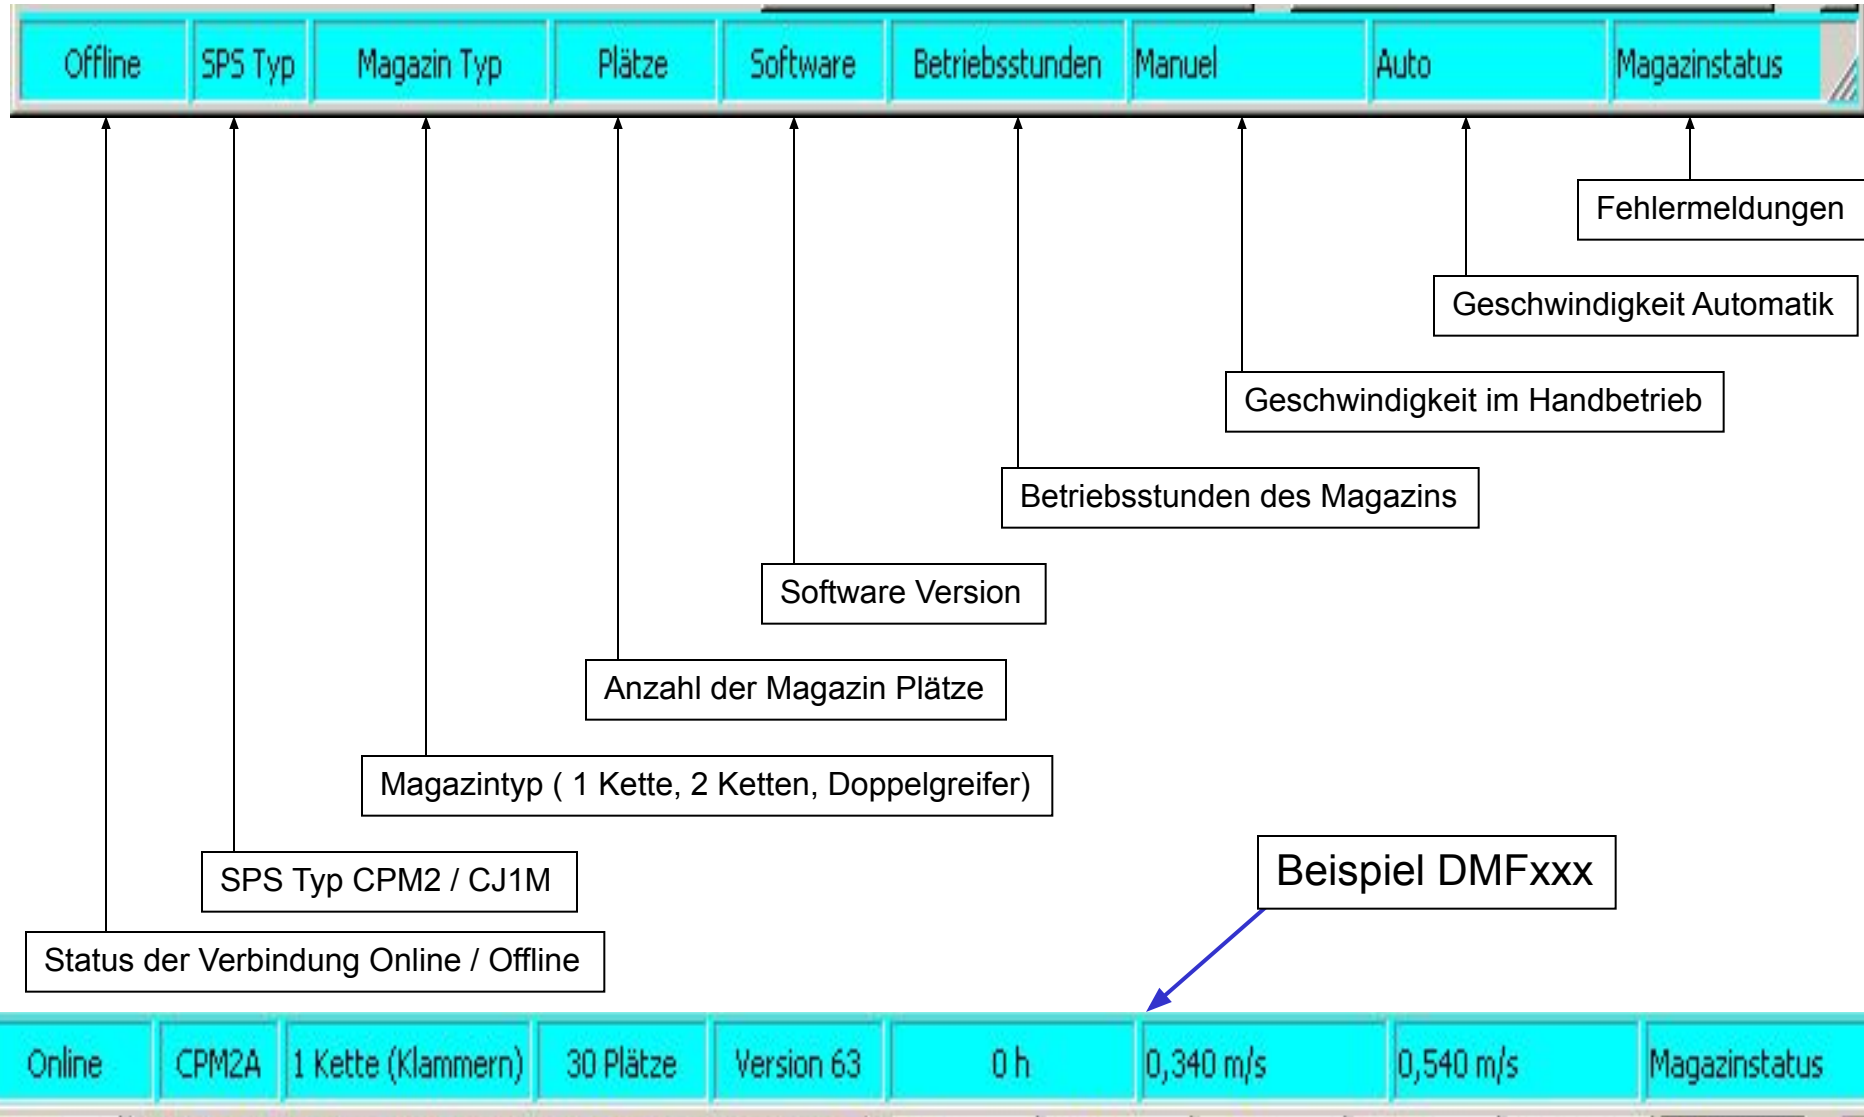 Offline SPS Typ Magazin Typ Plätze Software Betriebsstunden Manuel Auto Magazinstatus
Fehlermeldungen
Geschwindigkeit Automatik
Geschwindigkeit im Handbetrieb
Betriebsstunden des Magazins
Software Version
Anzahl der Magazin Plätze
Magazintyp ( 1 Kette, 2 Ketten, Doppelgreifer)
Beispiel DMFxxx
SPS Typ CPM2 / CJ1M
Status der Verbindung Online / Offline
Online CPM2A 1 Kette (Klammern) 30 Plätze Version 63 0 h 0,340 m/s 0,540 m/s Magazinstatus